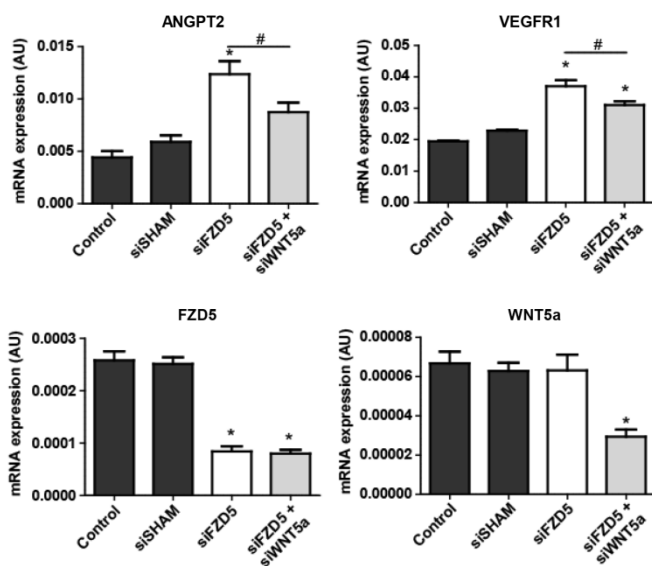 ANGPT2
mRNA expression (AU)
0.015
0.010
0.005
0.000
*
#
Control
siSHAM
siFZD5
siFZD5 +
siWNT5a
VEGFR1
mRNA expression (AU)
0.05
0.04
0.03
0.02
0.01
0.00
*
#
*
Control
siSHAM
siFZD5
siFZD5 +
siWNT5a
FZD5
mRNA expression (AU)
0.0003
0.0002
0.0001
0.0000
*
*
Control
siSHAM
siFZD5
siFZD5 +
siWNT5a
WNT5a
mRNA expression (AU)
0.00008
0.00006
0.00004
0.00002
0.00000
*
Control
siSHAM
siFZD5
siFZD5 +
siWNT5a